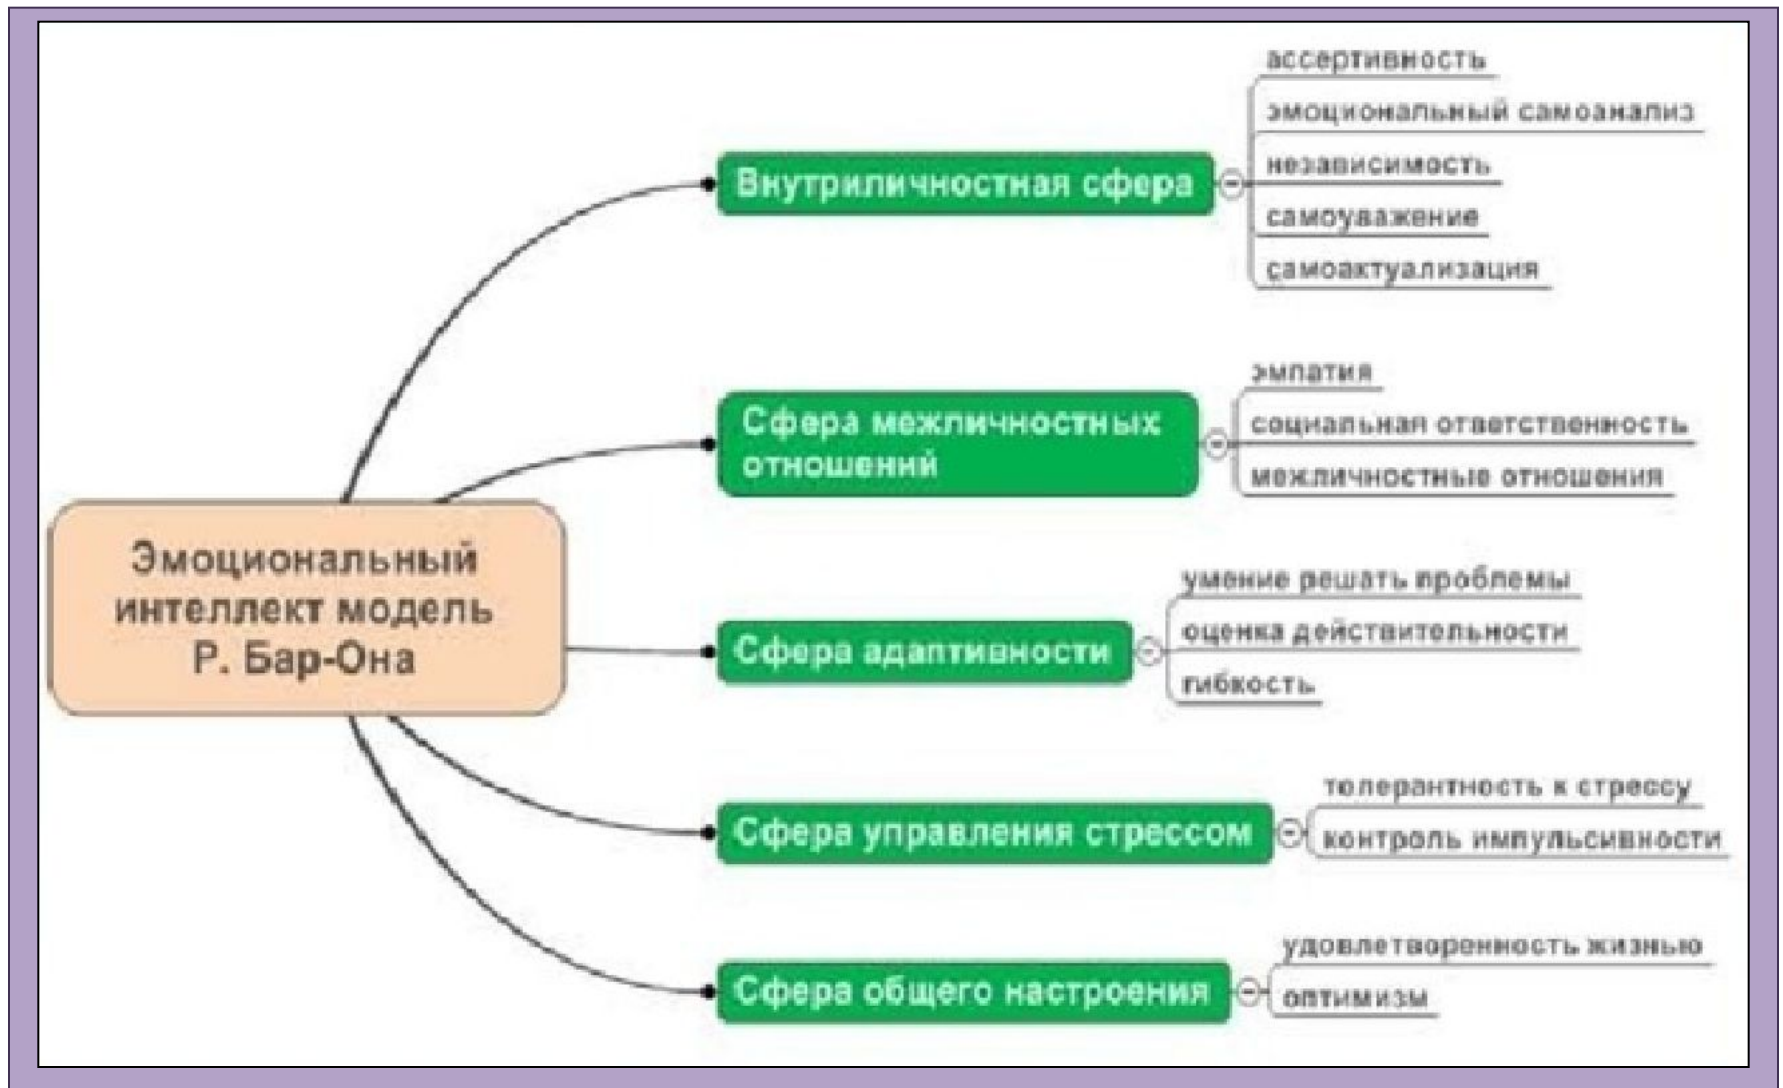 Эмоциональный
интеллект модель
Р. Бар-Она
Внутриличностная сфера
ассертивность
эмоциональный самоанализ
независимость
самоуважение
самоактуализация
Сфера межличностных
отношений
эмпатия
социальная ответственность
межличностные отношения
Сфера адаптивности
умение решать проблемы
оценка действительности
гибкость
Сфера управления стрессом
толерантность к стрессу
контроль импульсивности
Сфера общего настроения
удовлетворенность жизнью
оптимизм